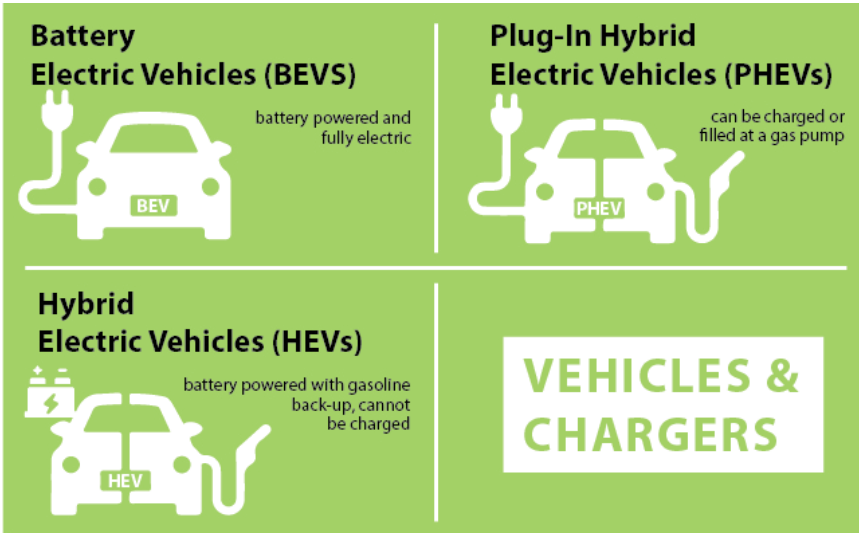 Battery
Electric Vehicles (BEVS)
battery powered and
fully electric
BEV
Plug-In Hybrid
Electric Vehicles (PHEVs)
can be charged or
filled at a gas pump
PHEV
Hybrid
Electric Vehicles (HEVs)
battery powered with gasoline
back-up, cannot
be charged
HEV
VEHICLES &
CHARGERS